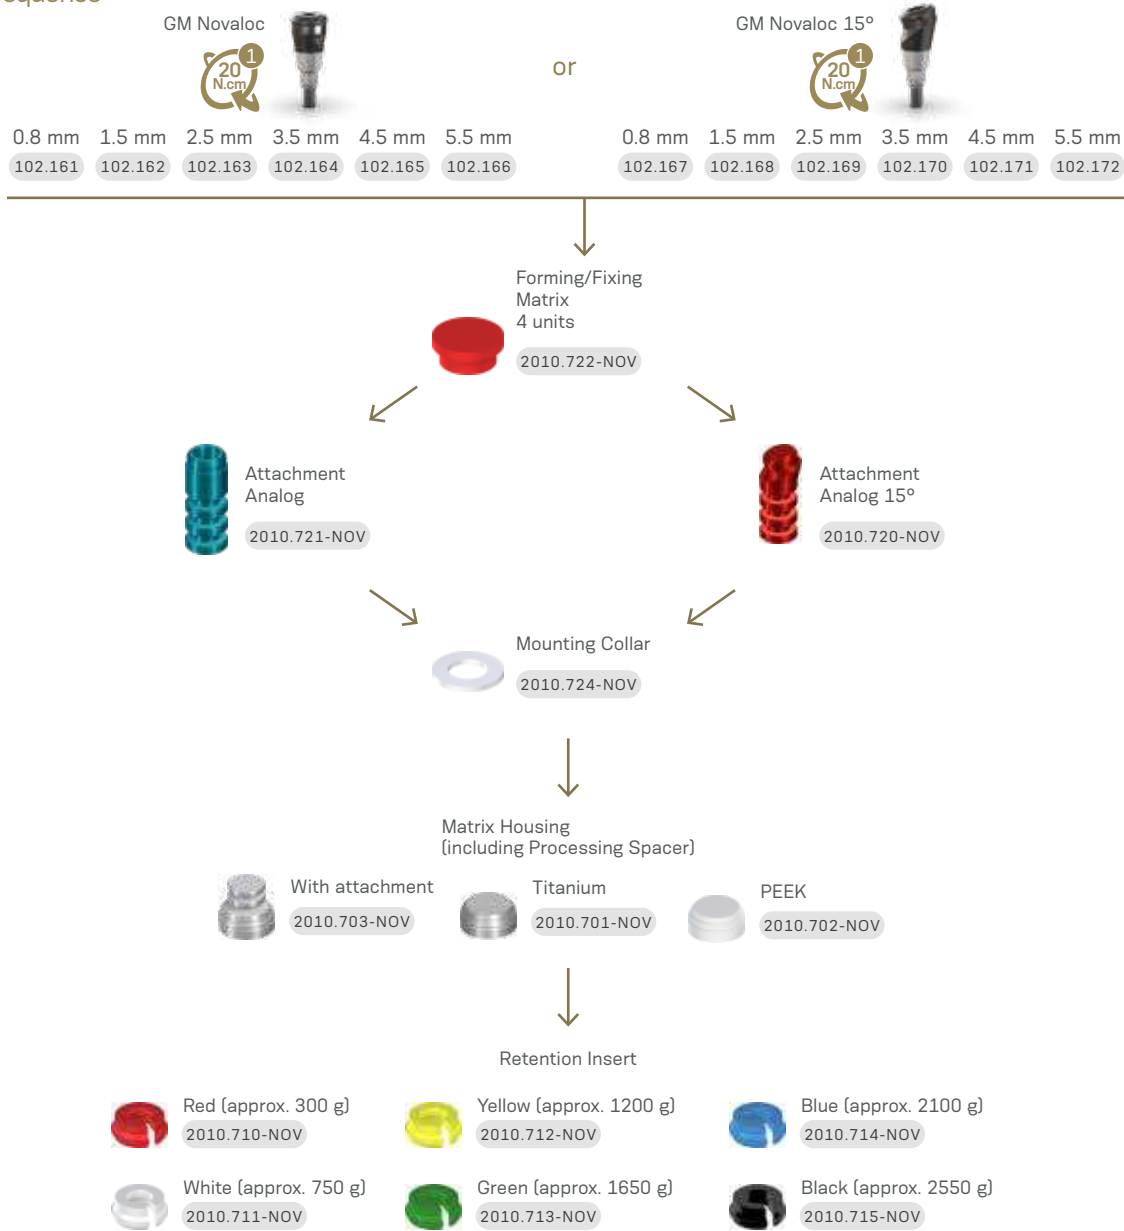 equence
GM Novaloc
20
N.cm
1
or
GM Novaloc 15°
20
N.cm
1
0.8 mm 1.5 mm 2.5 mm 3.5 mm 4.5 mm 5.5 mm
102.161 102.162 102.163 102.164 102.165 102.166
0.8 mm 1.5 mm 2.5 mm 3.5 mm 4.5 mm 5.5 mm
102.167 102.168 102.169 102.170 102.171 102.172
Forming/Fixing
Matrix
4 units
2010.722-NOV
Attachment
Analog
2010.721-NOV
Attachment
Analog 15°
2010.720-NOV
Mounting Collar
2010.724-NOV
Matrix Housing
(including Processing Spacer)
With attachment
2010.703-NOV
Titanium
2010.701-NOV
PEEK
2010.702-NOV
Retention Insert
Red (approx. 300 g)
2010.710-NOV
Yellow (approx. 1200 g)
2010.712-NOV
Blue (approx. 2100 g)
2010.714-NOV
White (approx. 750 g)
2010.711-NOV
Green (approx. 1650 g)
2010.713-NOV
Black (approx. 2550 g)
2010.715-NOV